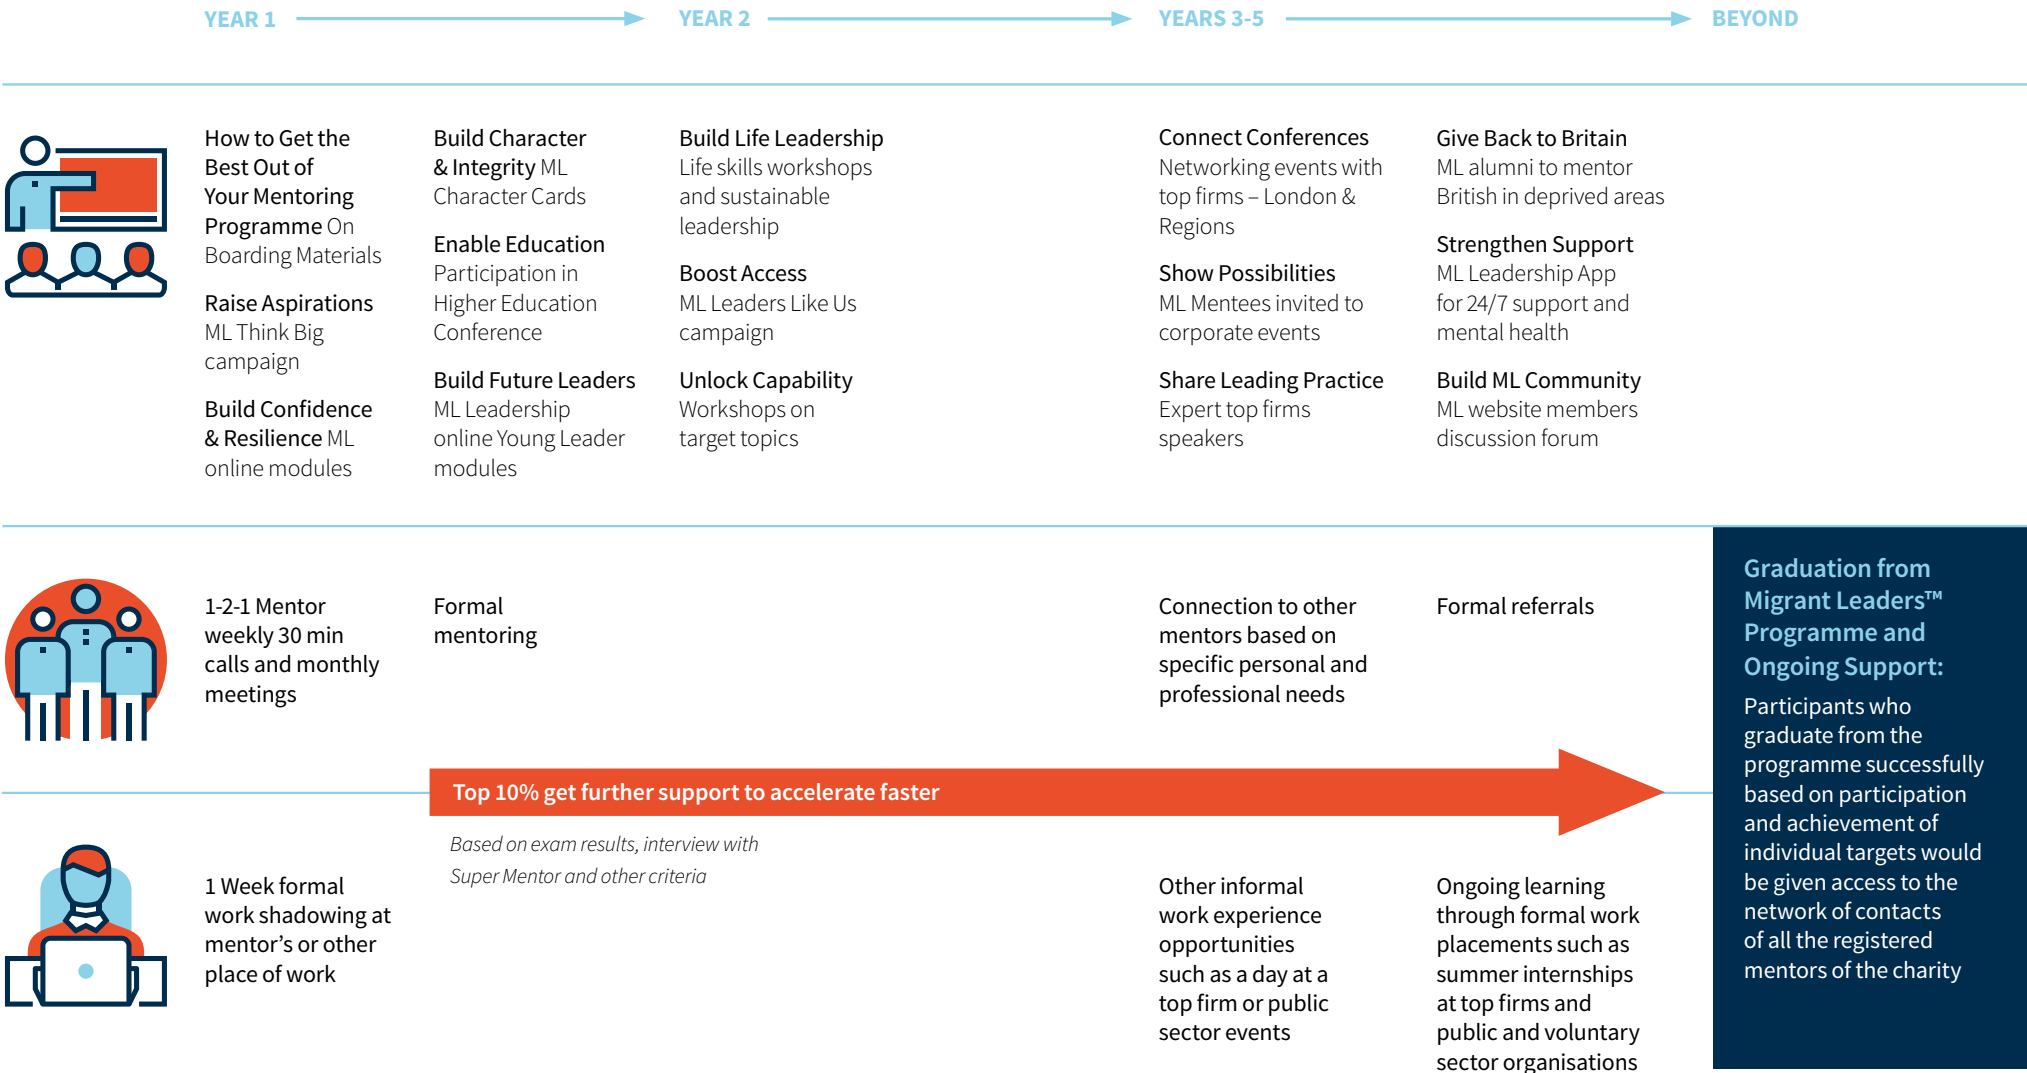 YEAR 1
YEAR 2
YEARS 3-5
BEYOND
How to Get the
Best Out of
Your Mentoring
Programme On
Boarding Materials
Raise Aspirations
ML Think Big
campaign
Build Confidence
& Resilience ML
online modules
Build Character
& Integrity ML
Character Cards
Enable Education
Participation in
Higher Education
Conference
Build Future Leaders
ML Leadership
online Young Leader
modules
Build Life Leadership
Life skills workshops
and sustainable
leadership
Boost Access
ML Leaders Like Us
campaign
Unlock Capability
Workshops on
target topics
Connect Conferences
Networking events with
top firms – London &
Regions
Show Possibilities
ML Mentees invited to
corporate events
Share Leading Practice
Expert top firms
speakers
Give Back to Britain
ML alumni to mentor
British in deprived areas
Strengthen Support
ML Leadership App
for 24/7 support and
mental health
Build ML Community
ML website members
discussion forum
1-2-1 Mentor
weekly 30 min
calls and monthly
meetings
Formal
mentoring
Connection to other
mentors based on
specific personal and
professional needs
Formal referrals
Top 10% get further support to accelerate faster
Based on exam results, interview with
Super Mentor and other criteria
1 Week formal
work shadowing at
mentor’s or other
place of work
Other informal
work experience
opportunities
such as a day at a
top firm or public
sector events
Ongoing learning
through formal work
placements such as
summer internships
at top firms and
public and voluntary
sector organisations
Graduation from
Migrant Leaders™
Programme and
Ongoing Support:
Participants who
graduate from the
programme successfully
based on participation
and achievement of
individual targets would
be given access to the
network of contacts
of all the registered
mentors of the charity